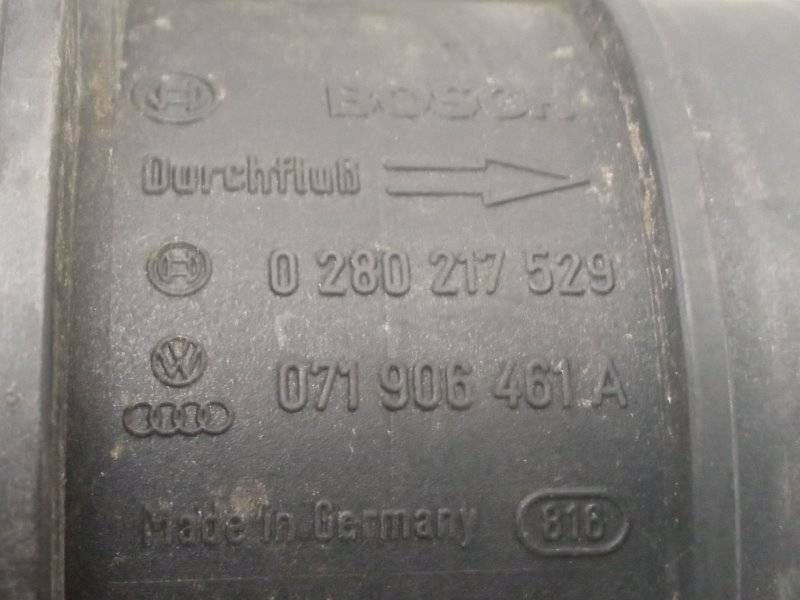 BOSCH
Durchfluß
0 280 217 529
071 906 461 A
Made in Germany 816